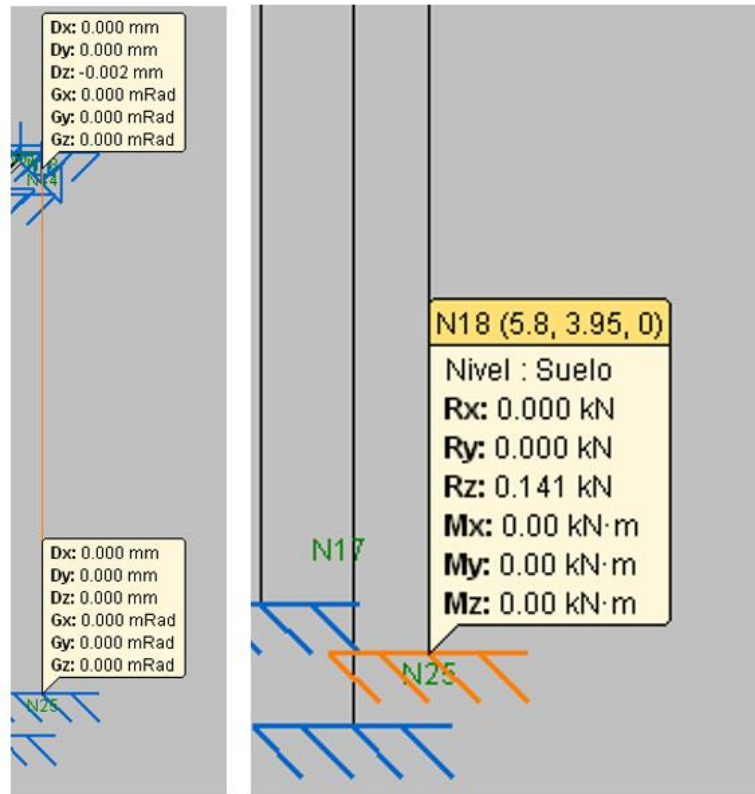 Dx: 0.000 mm
Dy: 0.000 mm
Dz: -0.002 mm
Gx: 0.000 mRad
Gy: 0.000 mRad
Gz: 0.000 mRad
Dx: 0.000 mm
Dy: 0.000 mm
Dz: 0.000 mm
Gx: 0.000 mRad
Gy: 0.000 mRad
Gz: 0.000 mRad
N25
N18 (5.8, 3.95, 0)
Nivel : Suelo
Rx: 0.000 kN
Ry: 0.000 kN
Rz: 0.141 kN
Mx: 0.00 kN·m
My: 0.00 kN·m
Mz: 0.00 kN·m
N17
N25